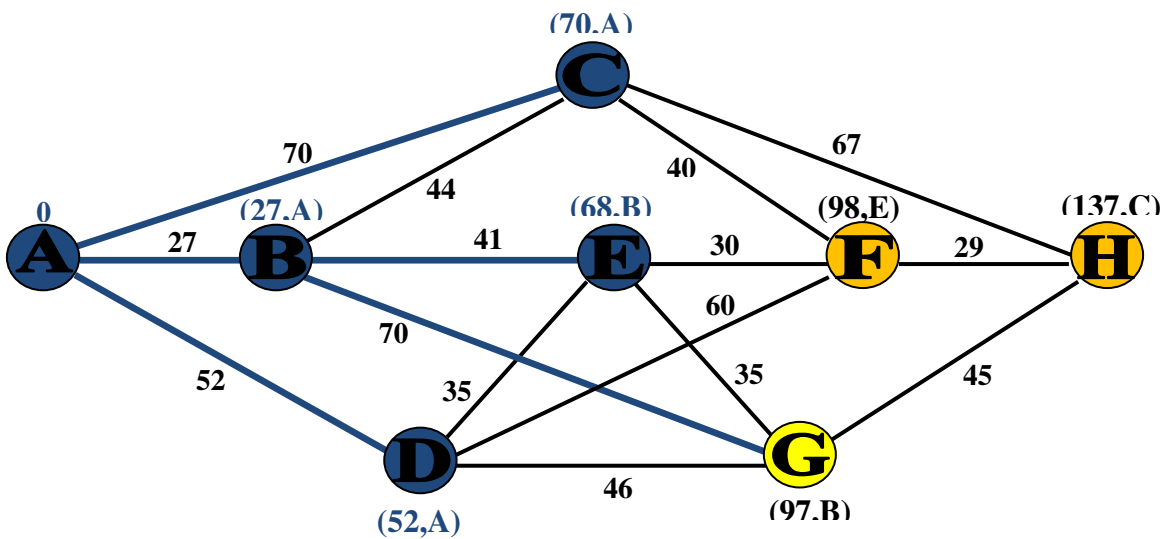 (70,A)
C
70
44
40
67
0
A
27
(27,A)
B
41
(68,B)
E
30
(98,E)
F
29
(137,C)
H
52
70
35
60
35
45
D
(52,A)
46
G
(97,B)